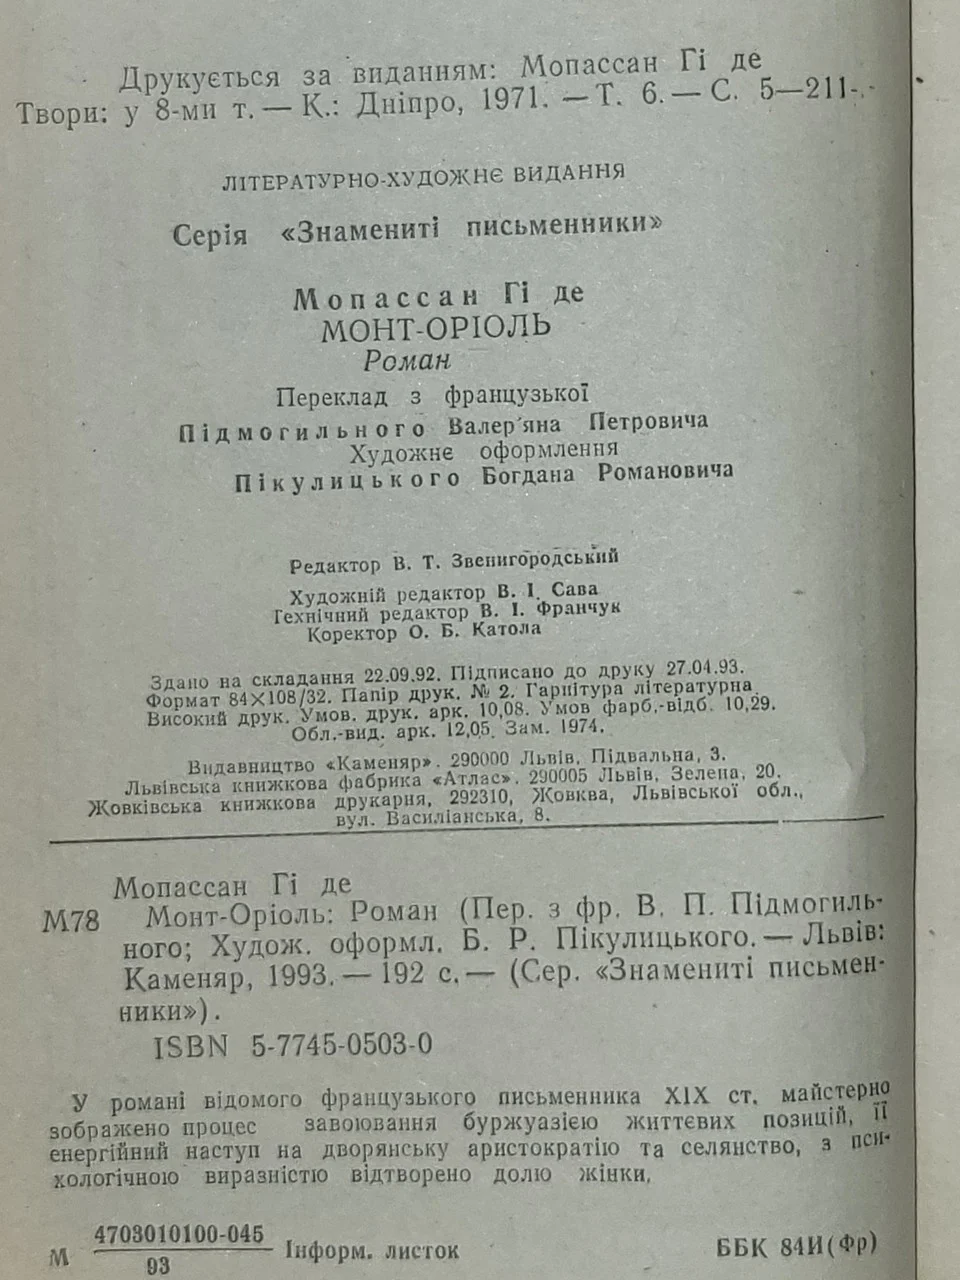 Друкується за виданням: Мопассан Гі де
Твори: у 8-ми т. — К.: Дніпро, 1971. — Т. 6. — С. 5—211.
ЛІТЕРАТУРНО-ХУДОЖНЄ ВИДАННЯ
Серія «Знамениті письменники»
Мопассан Гі де
МОНТ-ОРІОЛЬ
Роман
Переклад з французької
Підмогильного Валер'яна Петровича
Художнє оформлення
Пікулицького Богдана Романовича
Редактор В. Т. Звенигородський
Художній редактор В. І. Сава
Технічний редактор В. І. Франчук
Коректор О. Б. Катола
Здано на складання 22.09.92. Підписано до друку 27.04.93.
Формат 84×108/32. Папір друк. № 2. Гарнітура літературна.
Високий друк. Умов. друк. арк. 10,08. Умов фарб.-відб. 10,29.
Обл.-вид. арк. 12,05. Зам. 1974.
Видавництво «Каменяр». 290000 Львів, Підвальна, 3.
Львівська книжкова фабрика «Атлас». 290005 Львів, Зелена, 20.
Жовківська книжкова друкарня, 292310, Жовква, Львівської обл.,
вул. Василіанська, 8.
Мопассан Гі де
М78 Монт-Оріоль: Роман (Пер. з фр. В. П. Підмогиль-
ного; Худож. оформл. Б. Р. Пікулицького. — Львів:
Каменяр, 1993. — 192 с. — (Сер. «Знамениті письмен-
ники»).
ISBN 5-7745-0503-0
У романі відомого французького письменника XIX ст. майстерно
зображено процес завоювання буржуазією життєвих позицій, її
енергійний наступ на дворянську аристократію та селянство, з пси-
хологічною виразністю відтворено долю жінки.
М 4703010100-045
93 Інформ. листок ББК 84И(Фр)